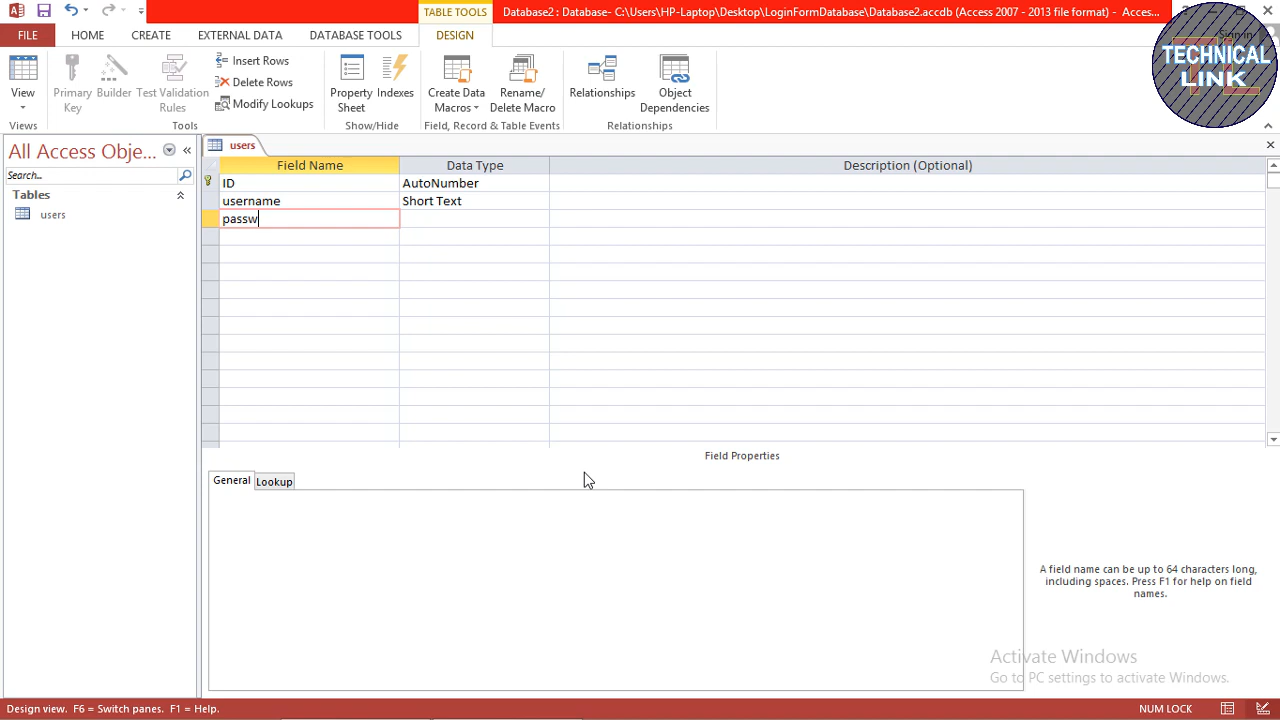 TABLE TOOLS
Database2 : Database- C:\Users\HP-Laptop\Desktop\LoginFormDatabase\Database2.accdb (Access 2007 - 2013 file format) - Acces...
FILE HOME CREATE EXTERNAL DATA DATABASE TOOLS DESIGN
TECHNICAL
LINK
View
Primary Key
Builder
Test Validation Rules
Insert Rows
Delete Rows
Modify Lookups
Property Sheet
Indexes
Create Data Macros
Rename/ Delete Macro
Relationships
Object Dependencies
Views Tools Show/Hide Field, Record & Table Events Relationships
All Access Obje...
Search...
Tables
users
users
Field Name Data Type Description (Optional)
ID AutoNumber
username Short Text
passw
Field Properties
General Lookup
A field name can be up to 64 characters long,
including spaces. Press F1 for help on field
names.
Activate Windows
Go to PC settings to activate Windows.
Design view. F6 = Switch panes. F1 = Help.
NUM LOCK